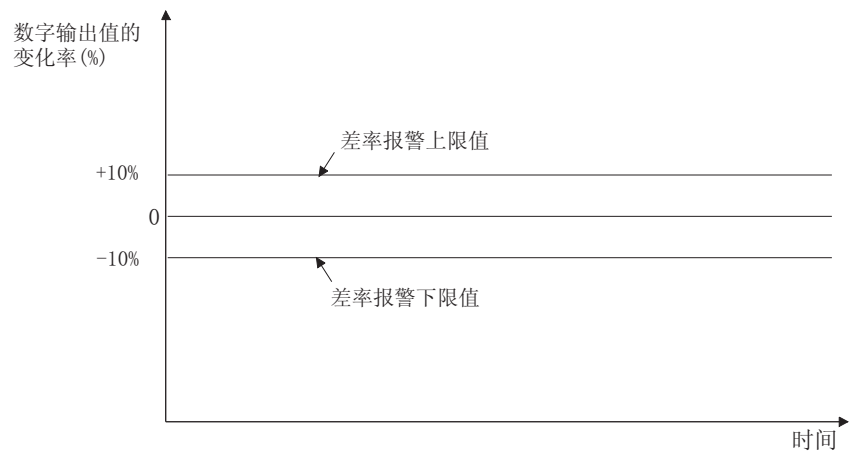 数字输出值的
变化率(%)
差率报警上限值
+10%
0
-10%
差率报警下限值
时间